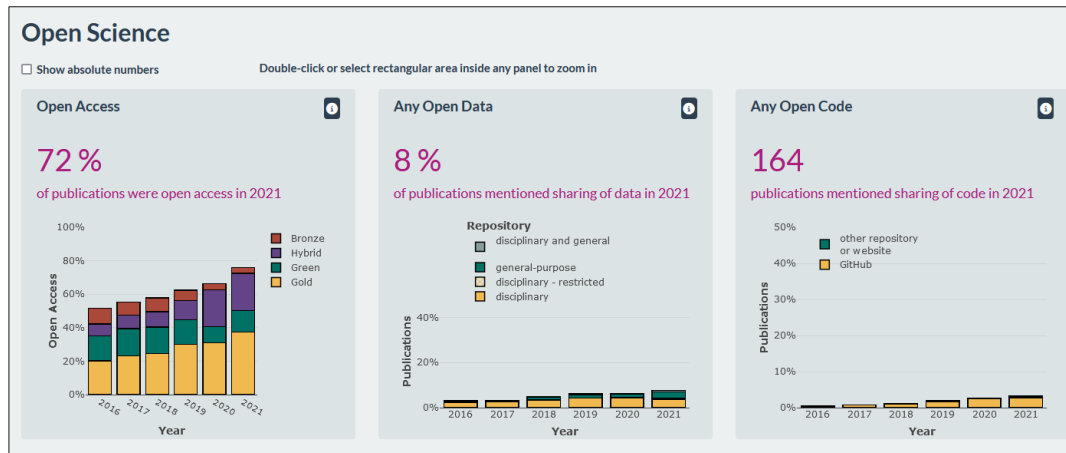 Open Science
Show absolute numbers
Double-click or select rectangular area inside any panel to zoom in
Open Access
72 %
of publications were open access in 2021
100%
80%
60%
40%
20%
0%
Open Access
Bronze
Hybrid
Green
Gold
2016
2017
2018
2019
2020
2021
Year
Any Open Data
8 %
of publications mentioned sharing of data in 2021
Repository
disciplinary and general
general-purpose
disciplinary - restricted
disciplinary
40%
20%
0%
Publications
2016
2017
2018
2019
2020
2021
Year
Any Open Code
164
publications mentioned sharing of code in 2021
50%
40%
30%
20%
10%
0%
Publications
other repository
or website
GitHub
2016
2017
2018
2019
2020
2021
Year